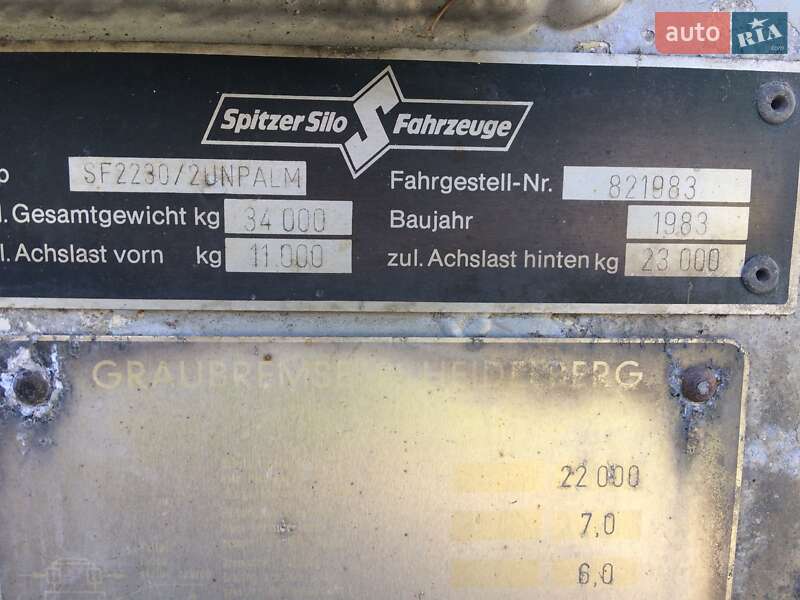 auto RIA.com
Spitzer Silo Fahrzeuge
p SF2230/2UNPALM Fahrgestell-Nr. 821983
l. Gesamtgewicht kg 34 000 Baujahr 1983
l. Achslast vorn kg 11.000 zul. Achslast hinten kg 23 000
GRAUBREMSE HEIDELBERG
22 000
7,0
6,0